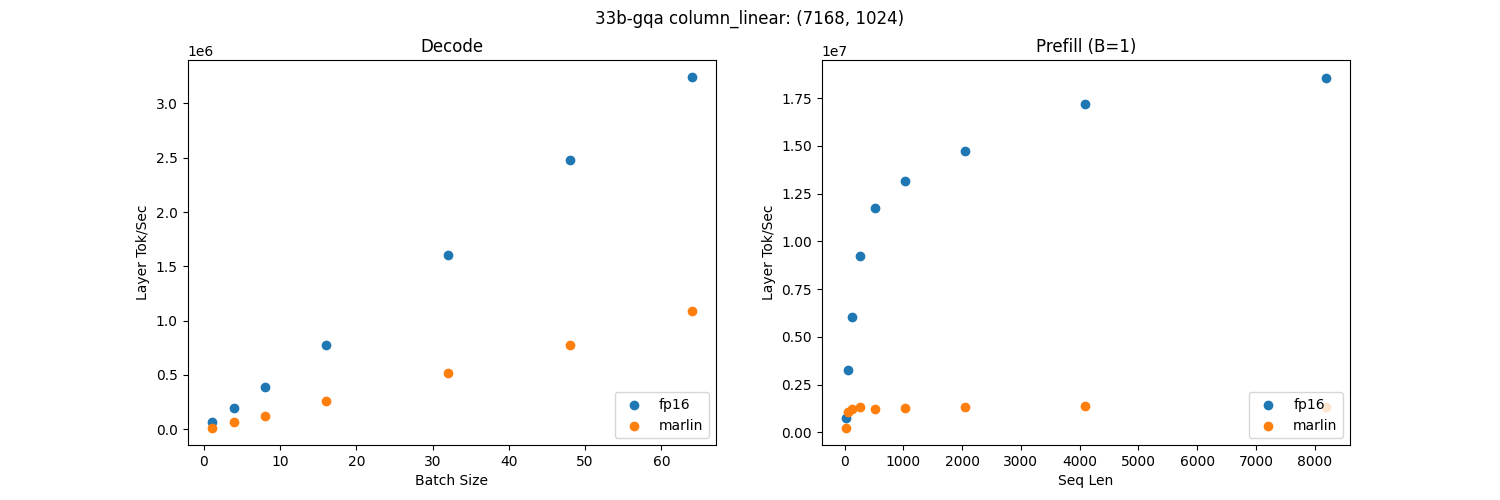 33b-gqa column_linear: (7168, 1024)
Decode
1e6
3.0
2.5
2.0
1.5
1.0
0.5
0.0
Layer Tok/Sec
0 10 20 30 40 50 60
Batch Size
fp16
marlin
Prefill (B=1)
1e7
1.75
1.50
1.25
1.00
0.75
0.50
0.25
0.00
Layer Tok/Sec
0 1000 2000 3000 4000 5000 6000 7000 8000
Seq Len
fp16
marlin